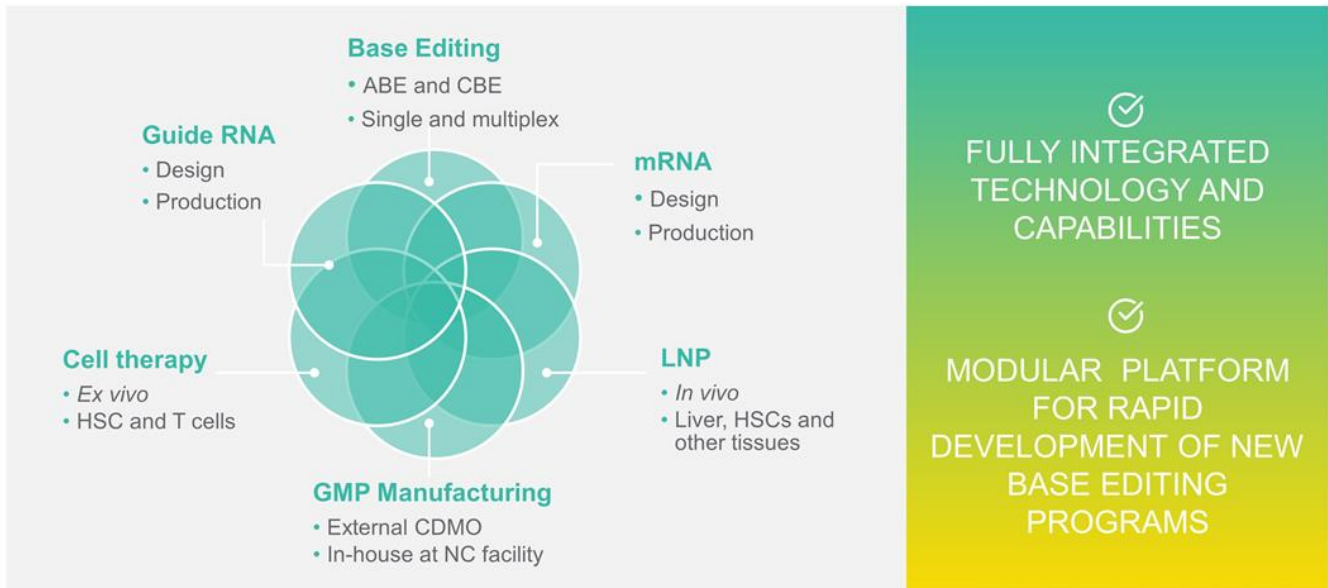 Base Editing
• ABE and CBE
• Single and multiplex
Guide RNA
• Design
• Production
mRNA
• Design
• Production
Cell therapy
• Ex vivo
• HSC and T cells
LNP
• In vivo
• Liver, HSCs and
other tissues
GMP Manufacturing
• External CDMO
• In-house at NC facility
FULLY INTEGRATED
TECHNOLOGY AND
CAPABILITIES
MODULAR PLATFORM
FOR RAPID
DEVELOPMENT OF NEW
BASE EDITING
PROGRAMS